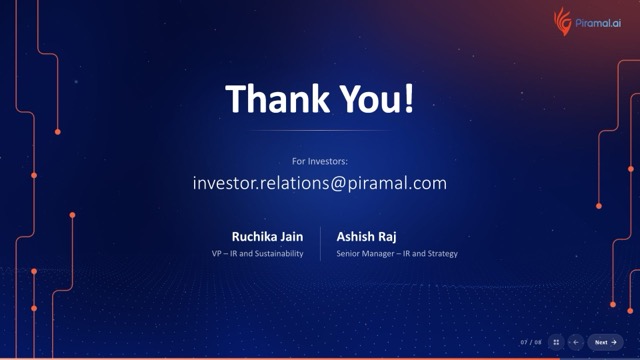 Piramal.ai
Thank You!
For Investors:
investor.relations@piramal.com
Ruchika Jain
VP – IR and Sustainability
Ashish Raj
Senior Manager – IR and Strategy
07 / 08
Next →